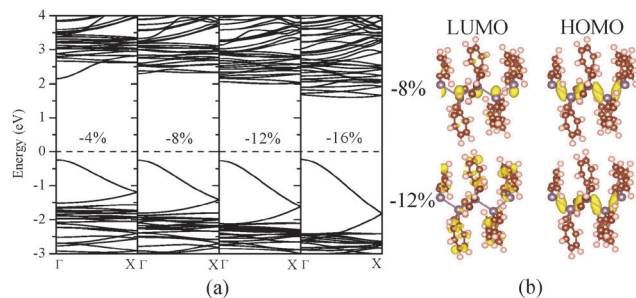 4
3
2
1
0
-1
-2
-3
Energy (eV)
-4%
-8%
-12%
-16%
Γ
X
Γ
X
Γ
X
Γ
X
(a)
LUMO
HOMO
-8%
-12%
(b)